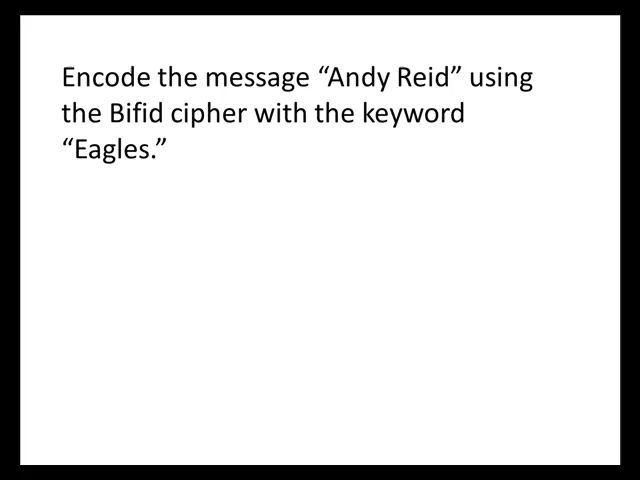 Encode the message “Andy Reid” using
the Bifid cipher with the keyword
“Eagles.”